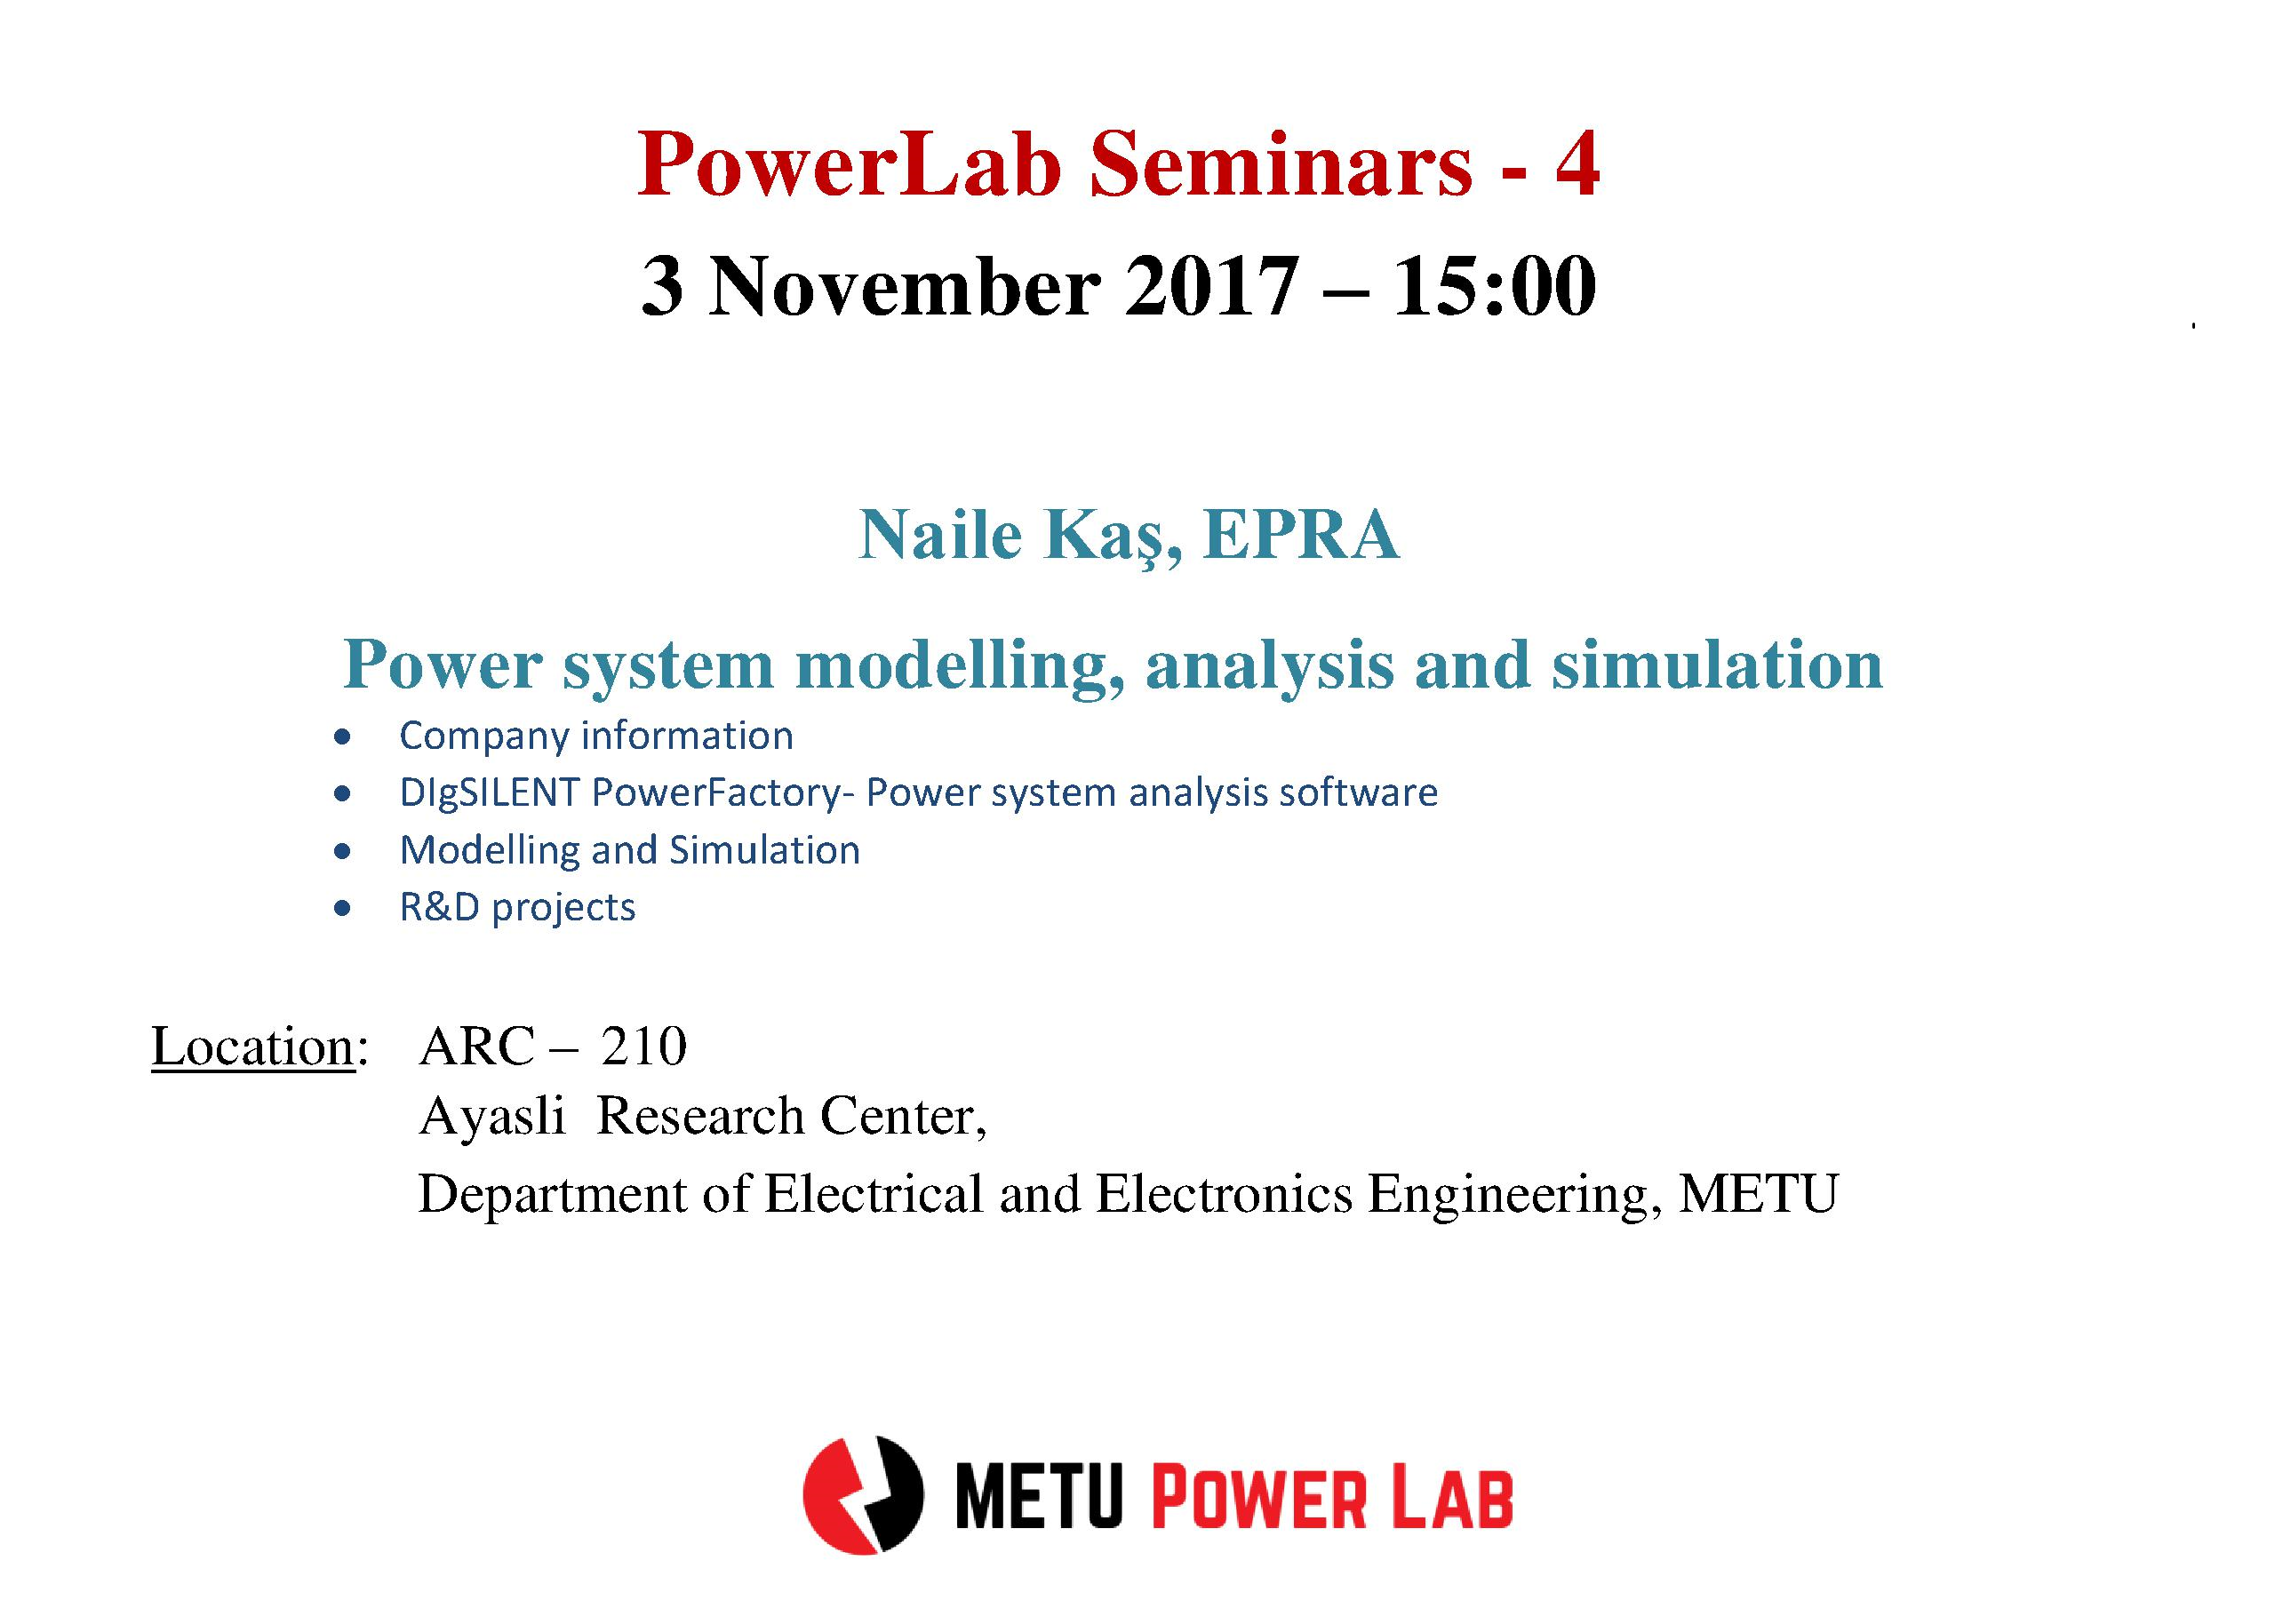 PowerLab Seminars - 4
3 November 2017 – 15:00
Naile Kaş, EPRA
Power system modelling, analysis and simulation
• Company information
• DIgSILENT PowerFactory- Power system analysis software
• Modelling and Simulation
• R&D projects
Location: ARC – 210
Ayasli Research Center,
Department of Electrical and Electronics Engineering, METU
METU POWER LAB